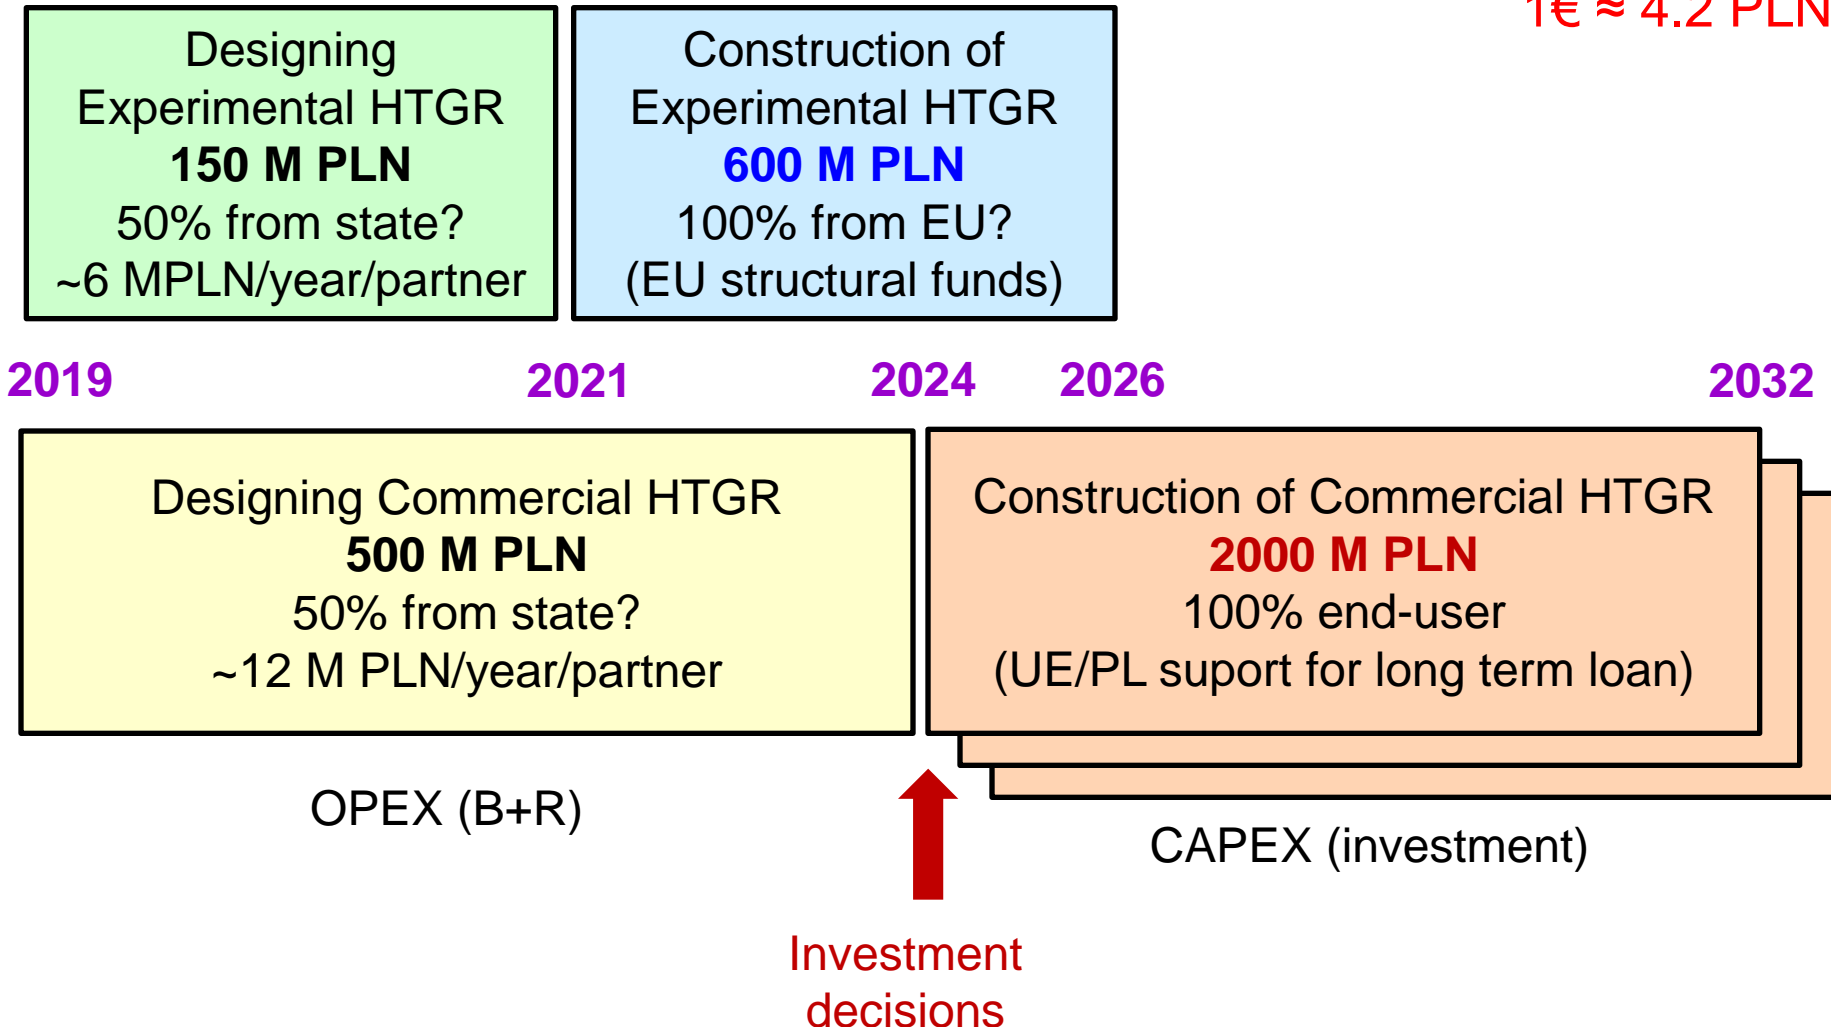 1€ ≈ 4.2 PLN
Designing
Experimental HTGR
150 M PLN
50% from state?
~6 MPLN/year/partner
Construction of
Experimental HTGR
600 M PLN
100% from EU?
(EU structural funds)
2019
2021
2024
2026
2032
Designing Commercial HTGR
500 M PLN
50% from state?
~12 M PLN/year/partner
Construction of Commercial HTGR
2000 M PLN
100% end-user
(UE/PL suport for long term loan)
OPEX (B+R)
CAPEX (investment)
Investment
decisions